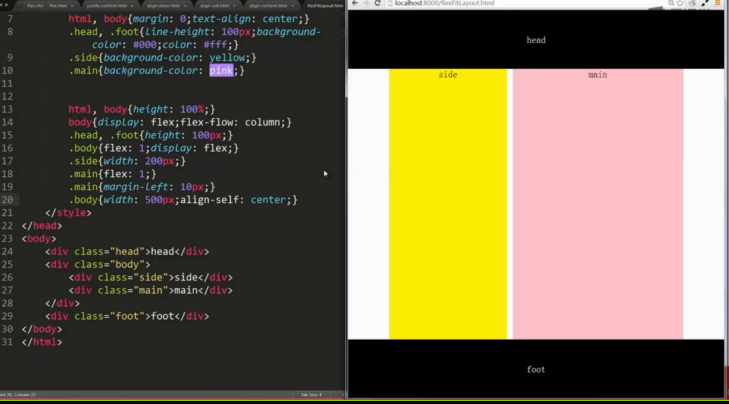 flex.html
justify-content.html
align-items.html
align-self.html
align-content.html
flexFitLayout.html
localhost:8000/flexFitLayout.html
7 html, body{margin: 0;text-align: center;}
8 .head, .foot{line-height: 100px;background-
color: #000;color: #fff;}
9 .side{background-color: yellow;}
10 .main{background-color: pink;}
11
12
13 html, body{height: 100%;}
14 body{display: flex;flex-flow: column;}
15 .head, .foot{height: 100px;}
16 .body{flex: 1;display: flex;}
17 .side{width: 200px;}
18 .main{flex: 1;}
19 .main{margin-left: 10px;}
20 .body{width: 500px;align-self: center;}
21 </style>
22 </head>
23 <body>
24 <div class="head">head</div>
25 <div class="body">
26 <div class="side">side</div>
27 <div class="main">main</div>
28 </div>
29 <div class="foot">foot</div>
30 </body>
31 </html>
head
side
main
foot
Tab Size: 4